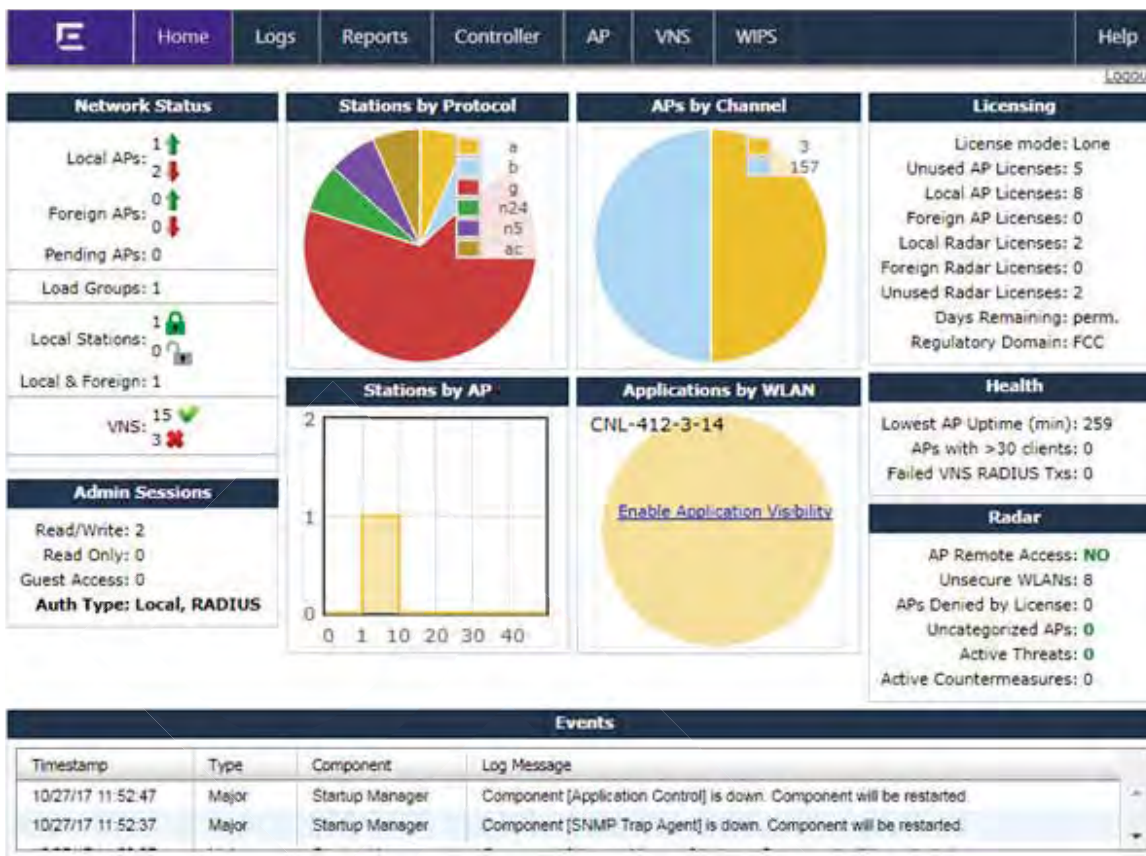 Home Logs Reports Controller AP VNS WIPS Help
Logou
Network Status
Local APs: 1
2
Foreign APs: 0
0
Pending APs: 0
Load Groups: 1
Local Stations: 1
0
Local & Foreign: 1
VNS: 15
3
Admin Sessions
Read/Write: 2
Read Only: 0
Guest Access: 0
Auth Type: Local, RADIUS
Stations by Protocol
a
b
g
n24
n5
ac
Stations by AP
2
1
0
0 1 10 20 30 40
APs by Channel
3
157
Applications by WLAN
CNL-412-3-14
Enable Application Visibility
Licensing
License mode: Lone
Unused AP Licenses: 5
Local AP Licenses: 8
Foreign AP Licenses: 0
Local Radar Licenses: 2
Foreign Radar Licenses: 0
Unused Radar Licenses: 2
Days Remaining: perm.
Regulatory Domain: FCC
Health
Lowest AP Uptime (min): 259
APs with >30 clients: 0
Failed VNS RADIUS Txs: 0
Radar
AP Remote Access: NO
Unsecure WLANs: 8
APs Denied by License: 0
Uncategorized APs: 0
Active Threats: 0
Active Countermeasures: 0
Events
Timestamp Type Component Log Message
10/27/17 11:52:47 Major Startup Manager Component [Application Control] is down. Component will be restarted.
10/27/17 11:52:37 Major Startup Manager Component [SNMP Trap Agent] is down. Component will be restarted.